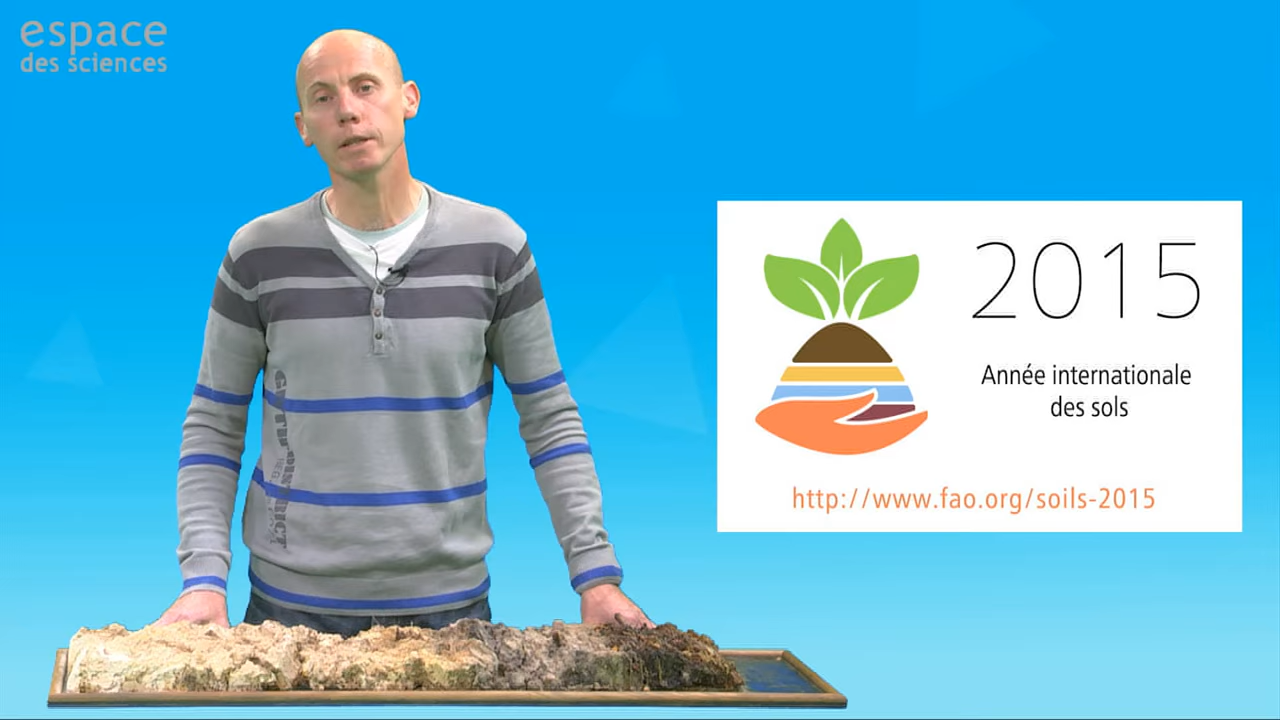 espace
des sciences
2015
Année internationale
des sols
http://www.fao.org/soils-2015